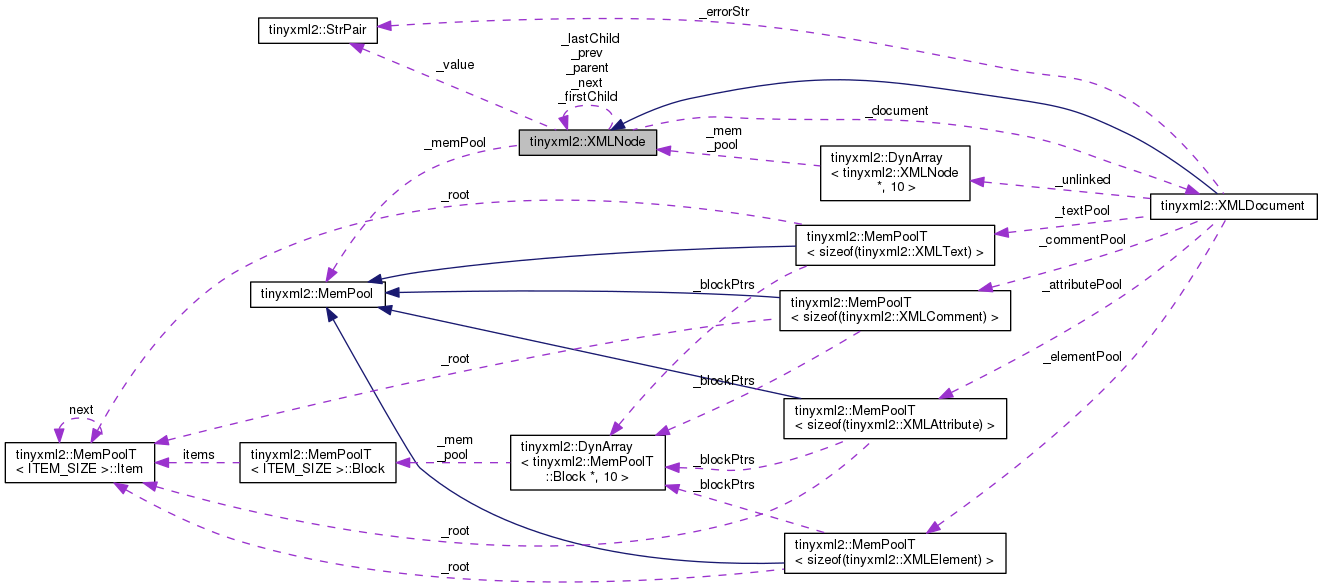 _errorStr
tinyxml2::StrPair
_lastChild
_prev
_parent
_next
_firstChild
_value
_document
tinyxml2::XMLNode
_mem
_pool
_memPool
tinyxml2::DynArray
< tinyxml2::XMLNode
*, 10 >
_unlinked
_root
tinyxml2::XMLDocument
_textPool
tinyxml2::MemPoolT
< sizeof(tinyxml2::XMLText) >
_commentPool
tinyxml2::MemPool
_blockPtrs
_attributePool
tinyxml2::MemPoolT
< sizeof(tinyxml2::XMLComment) >
_root
_elementPool
_blockPtrs
next
tinyxml2::MemPoolT
< sizeof(tinyxml2::XMLAttribute) >
tinyxml2::MemPoolT
< ITEM_SIZE >::Item
items
tinyxml2::MemPoolT
< ITEM_SIZE >::Block
_mem
_pool
tinyxml2::DynArray
< tinyxml2::MemPoolT
::Block *, 10 >
_blockPtrs
_blockPtrs
_root
tinyxml2::MemPoolT
< sizeof(tinyxml2::XMLElement) >
_root